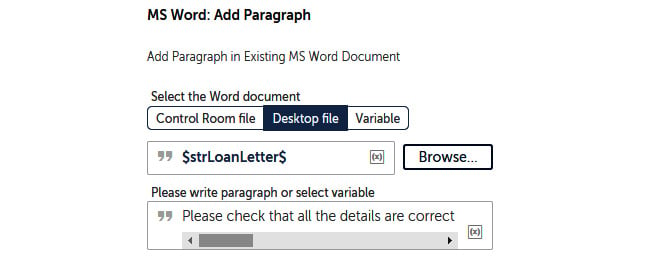 MS Word: Add Paragraph
Add Paragraph in Existing MS Word Document
Select the Word document
Control Room file Desktop file Variable
" $strLoanLetter$ (x) Browse...
Please write paragraph or select variable
" Please check that all the details are correct (x)